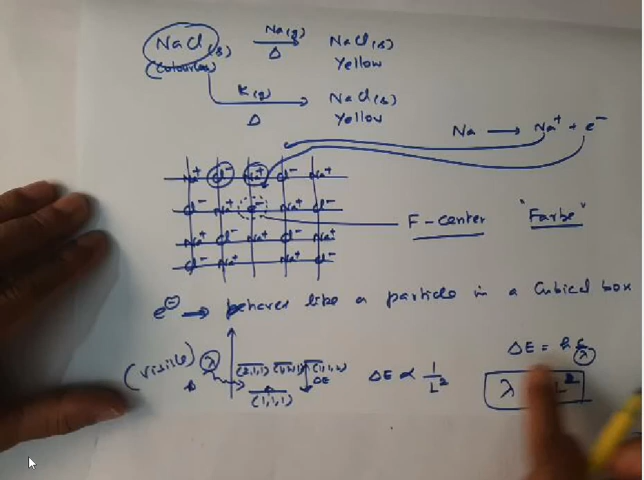 NaCl(s) Na(g) Δ NaCl(s)
(Colourless) Yellow
K(g) Δ NaCl(s)
Yellow
Na → Na⁺ + e⁻
Na⁺ Cl⁻ Na⁺ Cl⁻ Na⁺
Cl⁻ Na⁺ e⁻ Na⁺ Cl⁻
F-center "Farbe"
Na⁺ Cl⁻ Na⁺ Cl⁻ Na⁺
Cl⁻ Na⁺ Cl⁻ Na⁺ Cl⁻
e⊖ → behaves like a particle in a Cubical box
(Visible) λ (2,1,1) (1,2,1) (1,1,2) ΔE
(1,1,1)
ΔE ∝ 1/L²
ΔE = h c/λ
λ L²